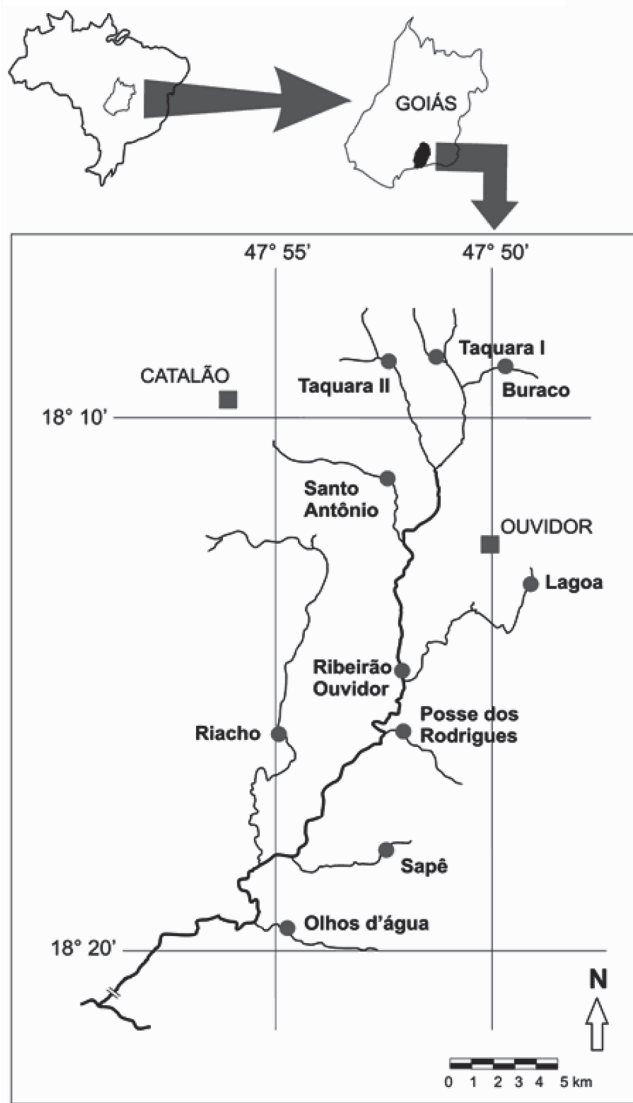 GOIÁS
47° 55’
47° 50’
Taquara I
Taquara II
Buraco
CATALÃO
18° 10’
Santo
Antônio
OUVIDOR
Lagoa
Ribeirão
Ouvidor
Posse dos
Rodrigues
Riacho
Sapê
Olhos d’água
18° 20’
N
0 1 2 3 4 5 km